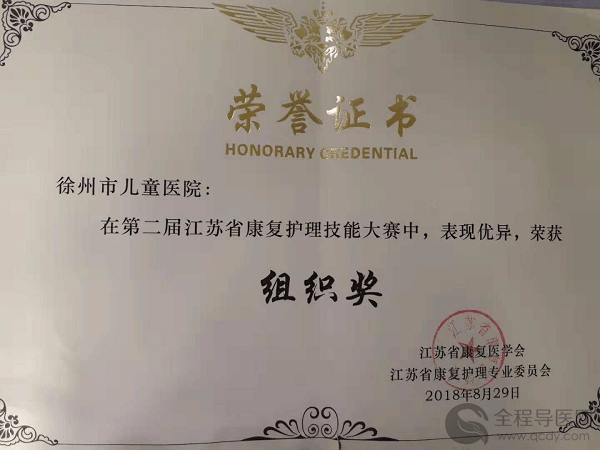 荣誉证书
HONORARY CREDENTIAL
徐州市儿童医院:
在第二届江苏省康复护理技能大赛中,表现优异,荣获
组织奖
江苏省康复医学会
江苏省康复护理专业委员会
2018年8月29日
全程导医网
www.qcdy.com